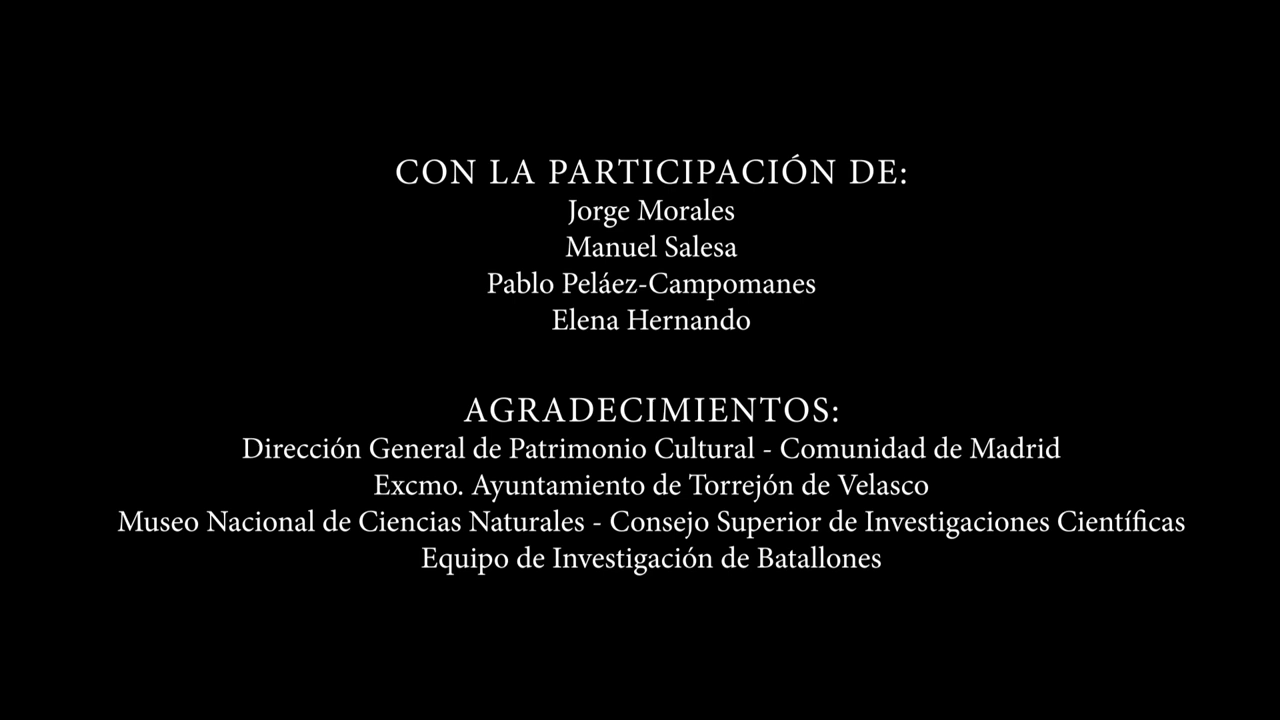 CON LA PARTICIPACIÓN DE:
Jorge Morales
Manuel Salesa
Pablo Peláez-Campomanes
Elena Hernando
AGRADECIMIENTOS:
Dirección General de Patrimonio Cultural - Comunidad de Madrid
Excmo. Ayuntamiento de Torrejón de Velasco
Museo Nacional de Ciencias Naturales - Consejo Superior de Investigaciones Científicas
Equipo de Investigación de Batallones